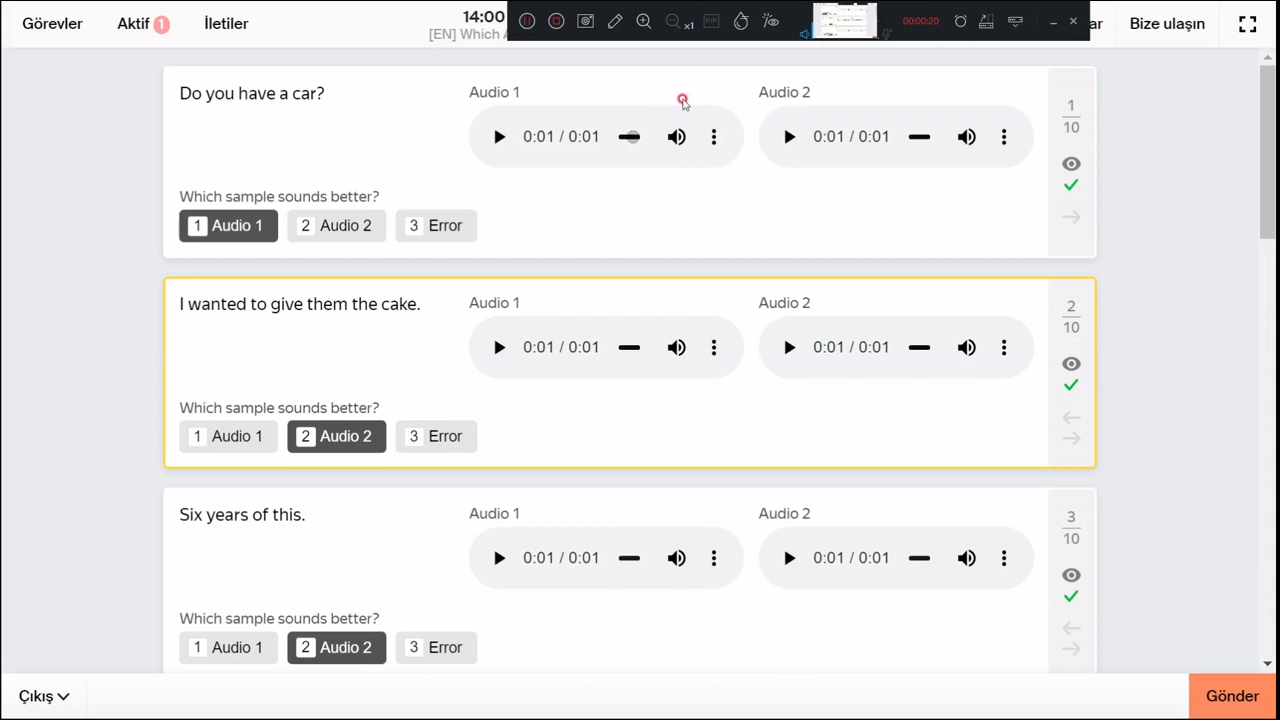 Görevler Aktif 1 İletiler 14:00 x1 PIP 00:00:20 ar Bize ulaşın
[EN] Which A
Do you have a car? Audio 1 Audio 2
0:01 / 0:01 0:01 / 0:01 1
10
Which sample sounds better?
1 Audio 1 2 Audio 2 3 Error
I wanted to give them the cake. Audio 1 Audio 2
0:01 / 0:01 0:01 / 0:01 2
10
Which sample sounds better?
1 Audio 1 2 Audio 2 3 Error
Six years of this. Audio 1 Audio 2
0:01 / 0:01 0:01 / 0:01 3
10
Which sample sounds better?
1 Audio 1 2 Audio 2 3 Error
Çıkış Gönder